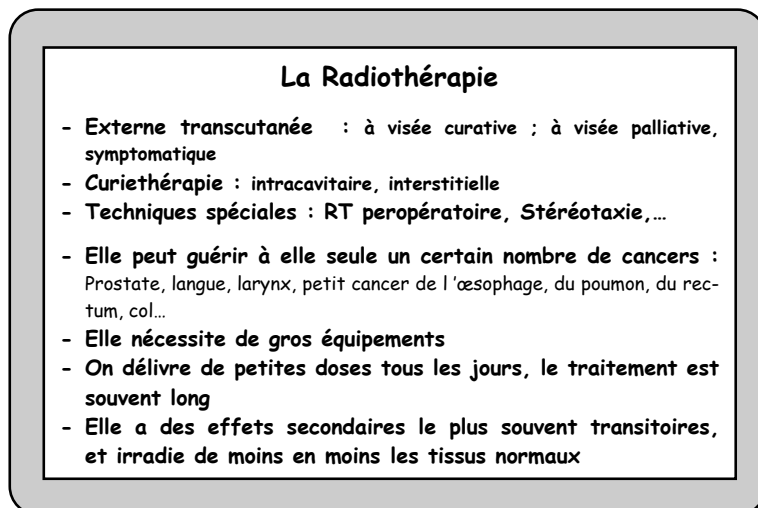 La Radiothérapie
- Externe transcutanée : à visée curative ; à visée palliative,
symptomatique
- Curiethérapie : intracavitaire, interstitielle
- Techniques spéciales : RT peropératoire, Stéréotaxie,…
- Elle peut guérir à elle seule un certain nombre de cancers :
Prostate, langue, larynx, petit cancer de l 'œsophage, du poumon, du rec-
tum, col…
- Elle nécessite de gros équipements
- On délivre de petites doses tous les jours, le traitement est
souvent long
- Elle a des effets secondaires le plus souvent transitoires,
et irradie de moins en moins les tissus normaux